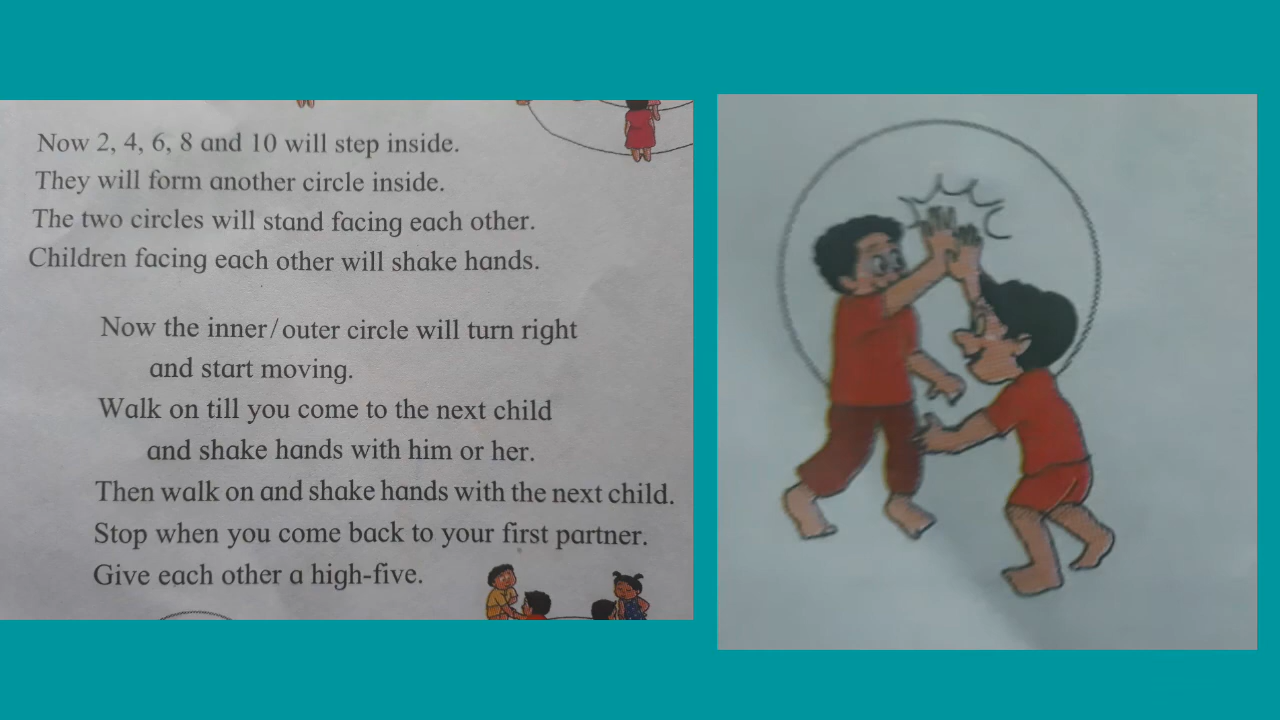 Now 2, 4, 6, 8 and 10 will step inside.
They will form another circle inside.
The two circles will stand facing each other.
Children facing each other will shake hands.
Now the inner/outer circle will turn right
and start moving.
Walk on till you come to the next child
and shake hands with him or her.
Then walk on and shake hands with the next child.
Stop when you come back to your first partner.
Give each other a high-five.